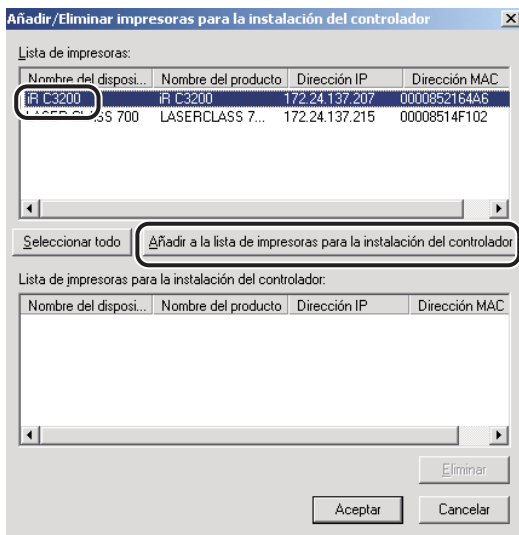 Añadir/Eliminar impresoras para la instalación del controlador
Lista de impresoras:
Nombre del disposi... Nombre del producto Dirección IP Dirección MAC
iR C3200 iR C3200 172.24.137.207 0000852164A6
LASERCLASS 700 LASERCLASS 7... 172.24.137.215 00008514F102
Seleccionar todo Añadir a la lista de impresoras para la instalación del controlador
Lista de impresoras para la instalación del controlador:
Nombre del disposi... Nombre del producto Dirección IP Dirección MAC
Eliminar
Aceptar Cancelar